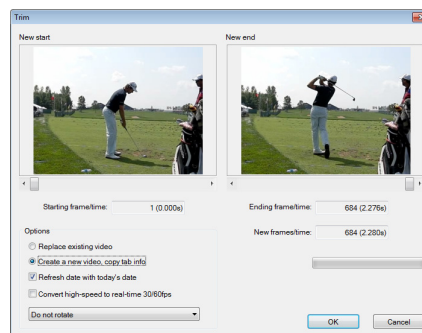 Trim
New start
New end
Starting frame/time:
1 (0.000s)
Ending frame/time:
684 (2.276s)
Options
New frames/time:
684 (2.280s)
Replace existing video
Create a new video, copy tab info
Refresh date with today's date
Convert high-speed to real-time 30/60fps
Do not rotate
OK
Cancel